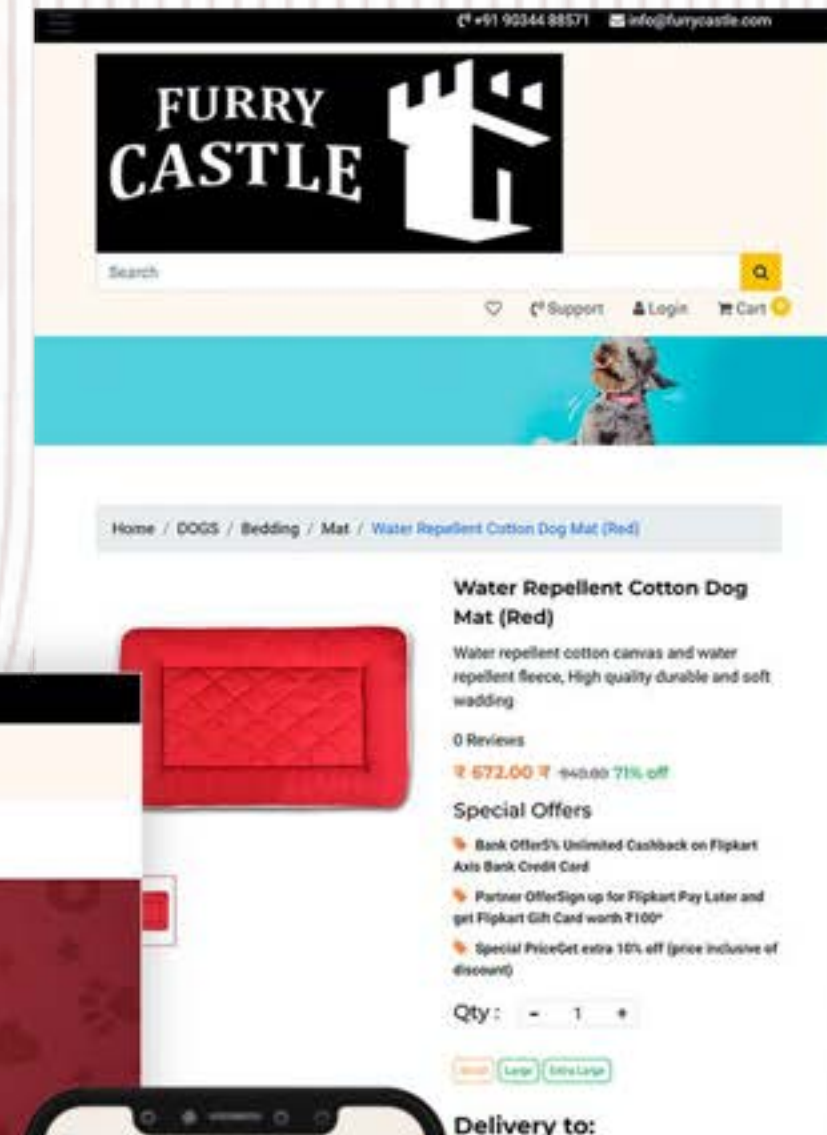 +91 90344 88571 info@furrycastle.com
FURRY
CASTLE
Search
Support Login Cart
Home / DOGS / Bedding / Mat / Water Repellent Cotton Dog Mat (Red)
Water Repellent Cotton Dog
Mat (Red)
Water repellent cotton canvas and water
repellent fleece, High quality durable and soft
wadding
0 Reviews
₹ 672.00 ₹ 940.00 71% off
Special Offers
Bank Offer5% Unlimited Cashback on Flipkart
Axis Bank Credit Card
Partner OfferSign up for Flipkart Pay Later and
get Flipkart Gift Card worth ₹100*
Special PriceGet extra 10% off (price inclusive of
discount)
Qty : - 1 +
Small Large Extra Large
Delivery to: